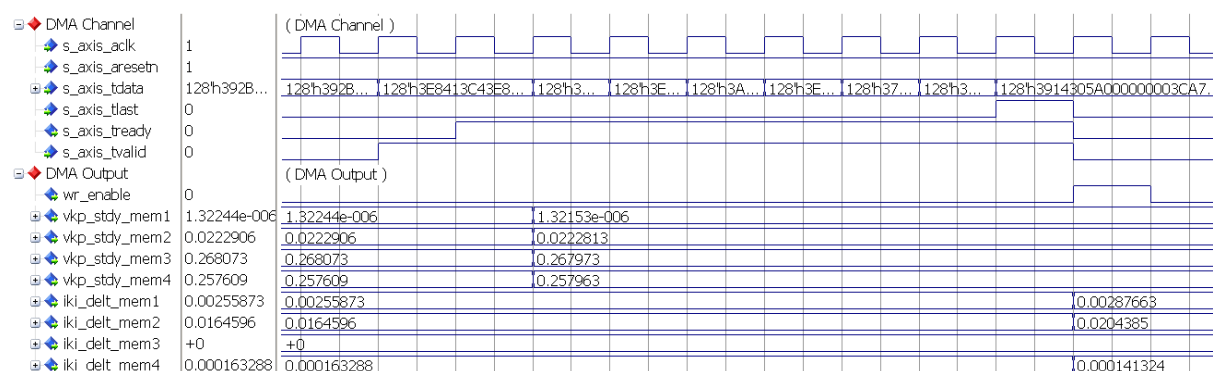 DMA Channel ( DMA Channel )
s_axis_aclk 1
s_axis_aresetn 1
s_axis_tdata 128'h392B... 128'h392B... 128'h3E8413C43E8... 128'h3... 128'h3E... 128'h3A... 128'h3E... 128'h37... 128'h3... 128'h3914305A000000003CA7...
s_axis_tlast 0
s_axis_tready 0
s_axis_tvalid 0
DMA Output ( DMA Output )
wr_enable 0
vkp_stdy_mem1 1.32244e-006 1.32244e-006 1.32153e-006
vkp_stdy_mem2 0.0222906 0.0222906 0.0222813
vkp_stdy_mem3 0.268073 0.268073 0.267973
vkp_stdy_mem4 0.257609 0.257609 0.257963
iki_delt_mem1 0.00255873 0.00255873 0.00287663
iki_delt_mem2 0.0164596 0.0164596 0.0204385
iki_delt_mem3 +0 +0
iki_delt_mem4 0.000163288 0.000163288 0.000141324